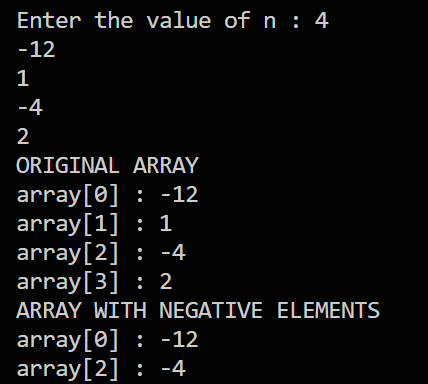 Enter the value of n : 4
-12
1
-4
2
ORIGINAL ARRAY
array[0] : -12
array[1] : 1
array[2] : -4
array[3] : 2
ARRAY WITH NEGATIVE ELEMENTS
array[0] : -12
array[2] : -4